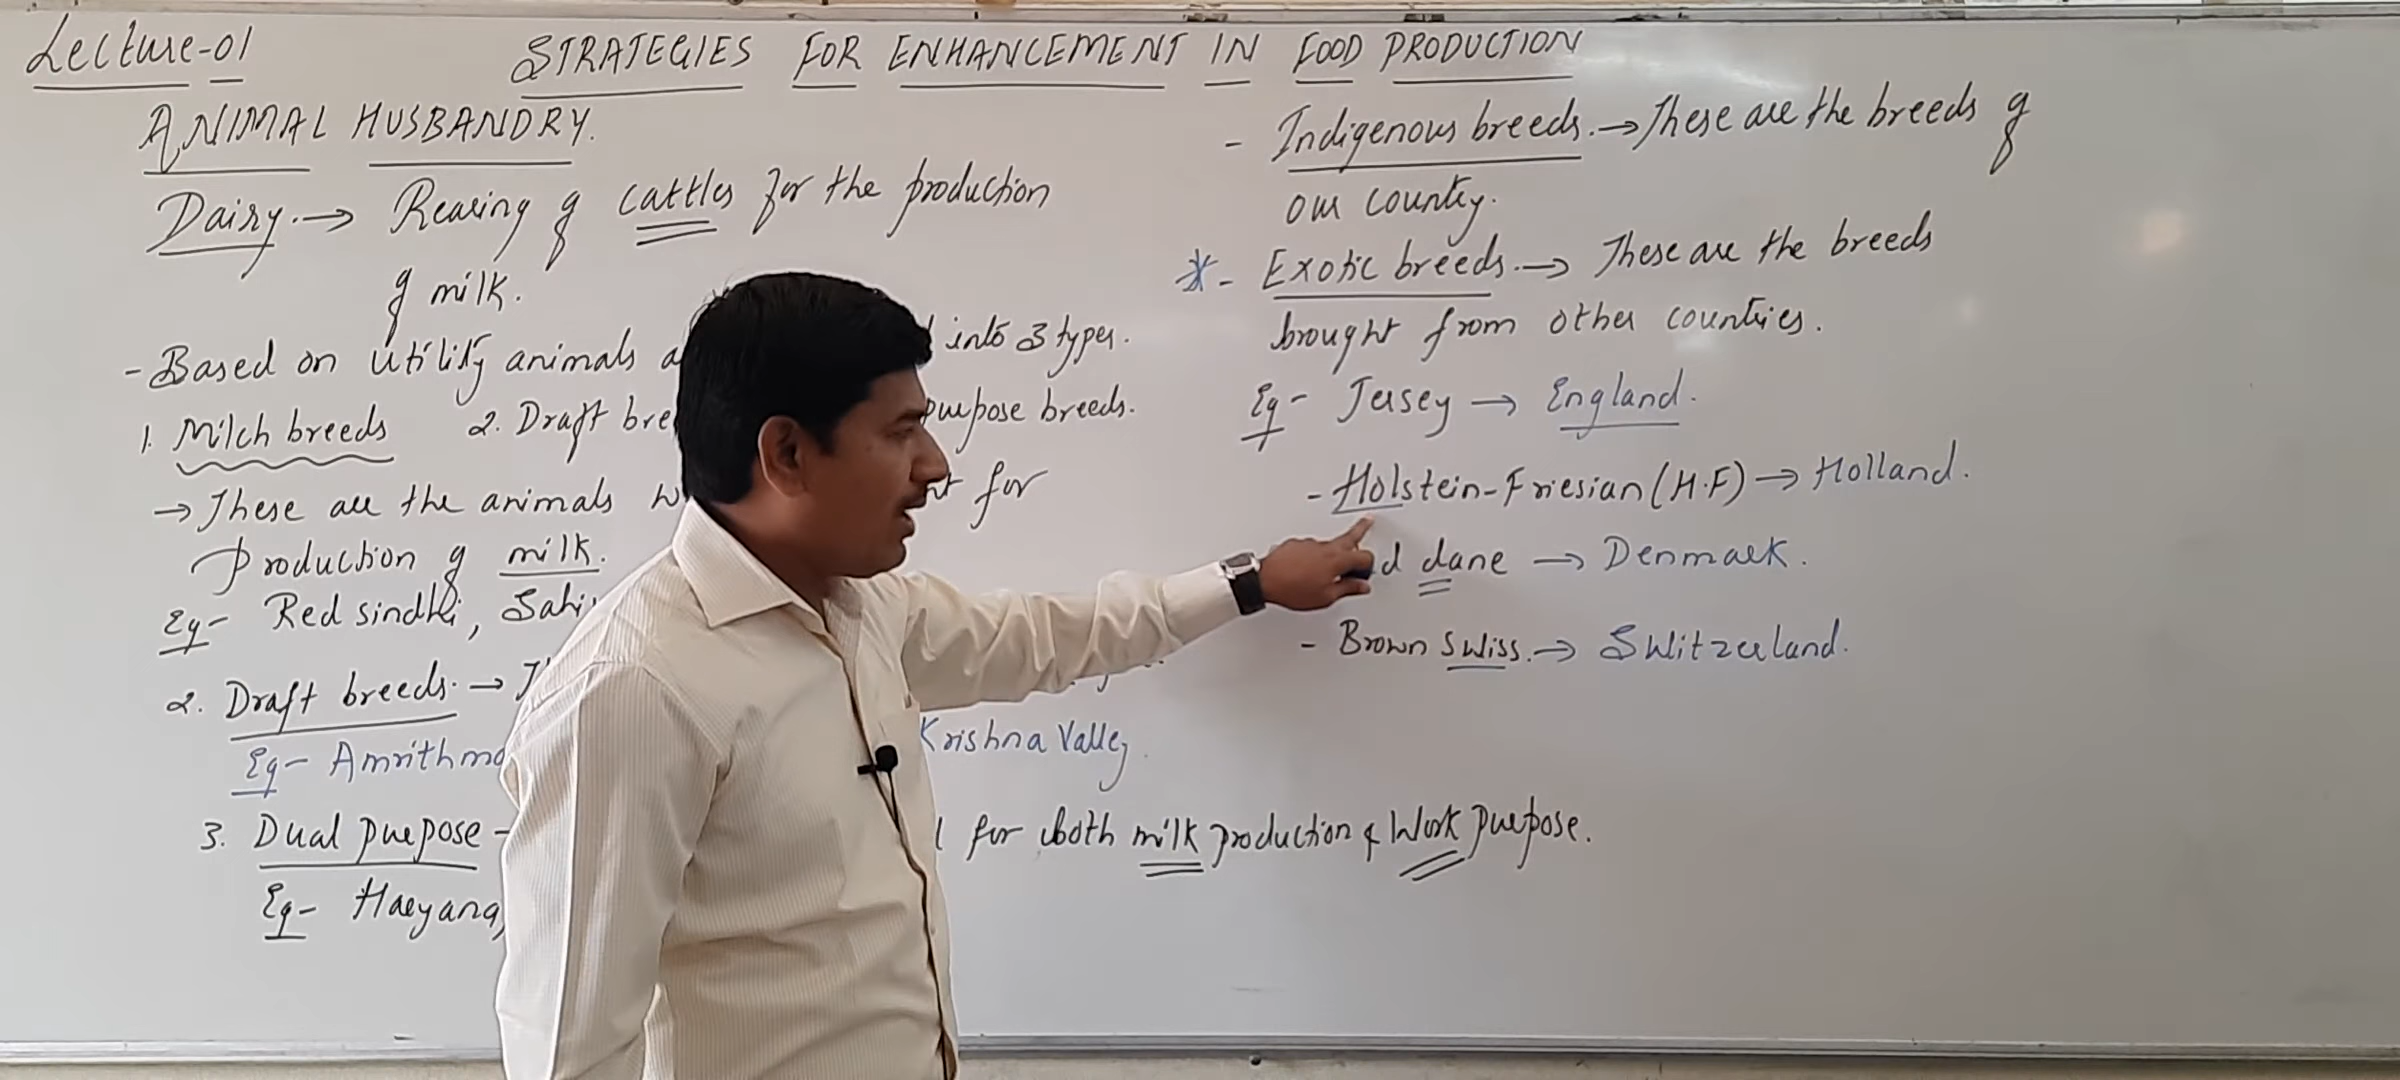 Lecture-01
STRATEGIES FOR ENHANCEMENT IN FOOD PRODUCTION
ANIMAL HUSBANDRY.
Dairy. → Rearing of cattles for the production
of milk.
- Based on utility animals into 3 types.
1. Milch breeds 2. Draft purpose breeds.
→ These are the animals for
production of milk.
Eg- Red sindhi,
2. Draft breeds. →
Eg- Krishna Valley.
3. Dual purpose - for both milk production & work purpose.
Eg- Haryana,
- Indigenous breeds. → These are the breeds of
our country.
*- Exotic breeds. → These are the breeds
brought from other countries.
Eg- Jersey → England.
- Holstein-Friesian (H.F) → Holland.
dane → Denmark.
- Brown Swiss. → Switzerland.